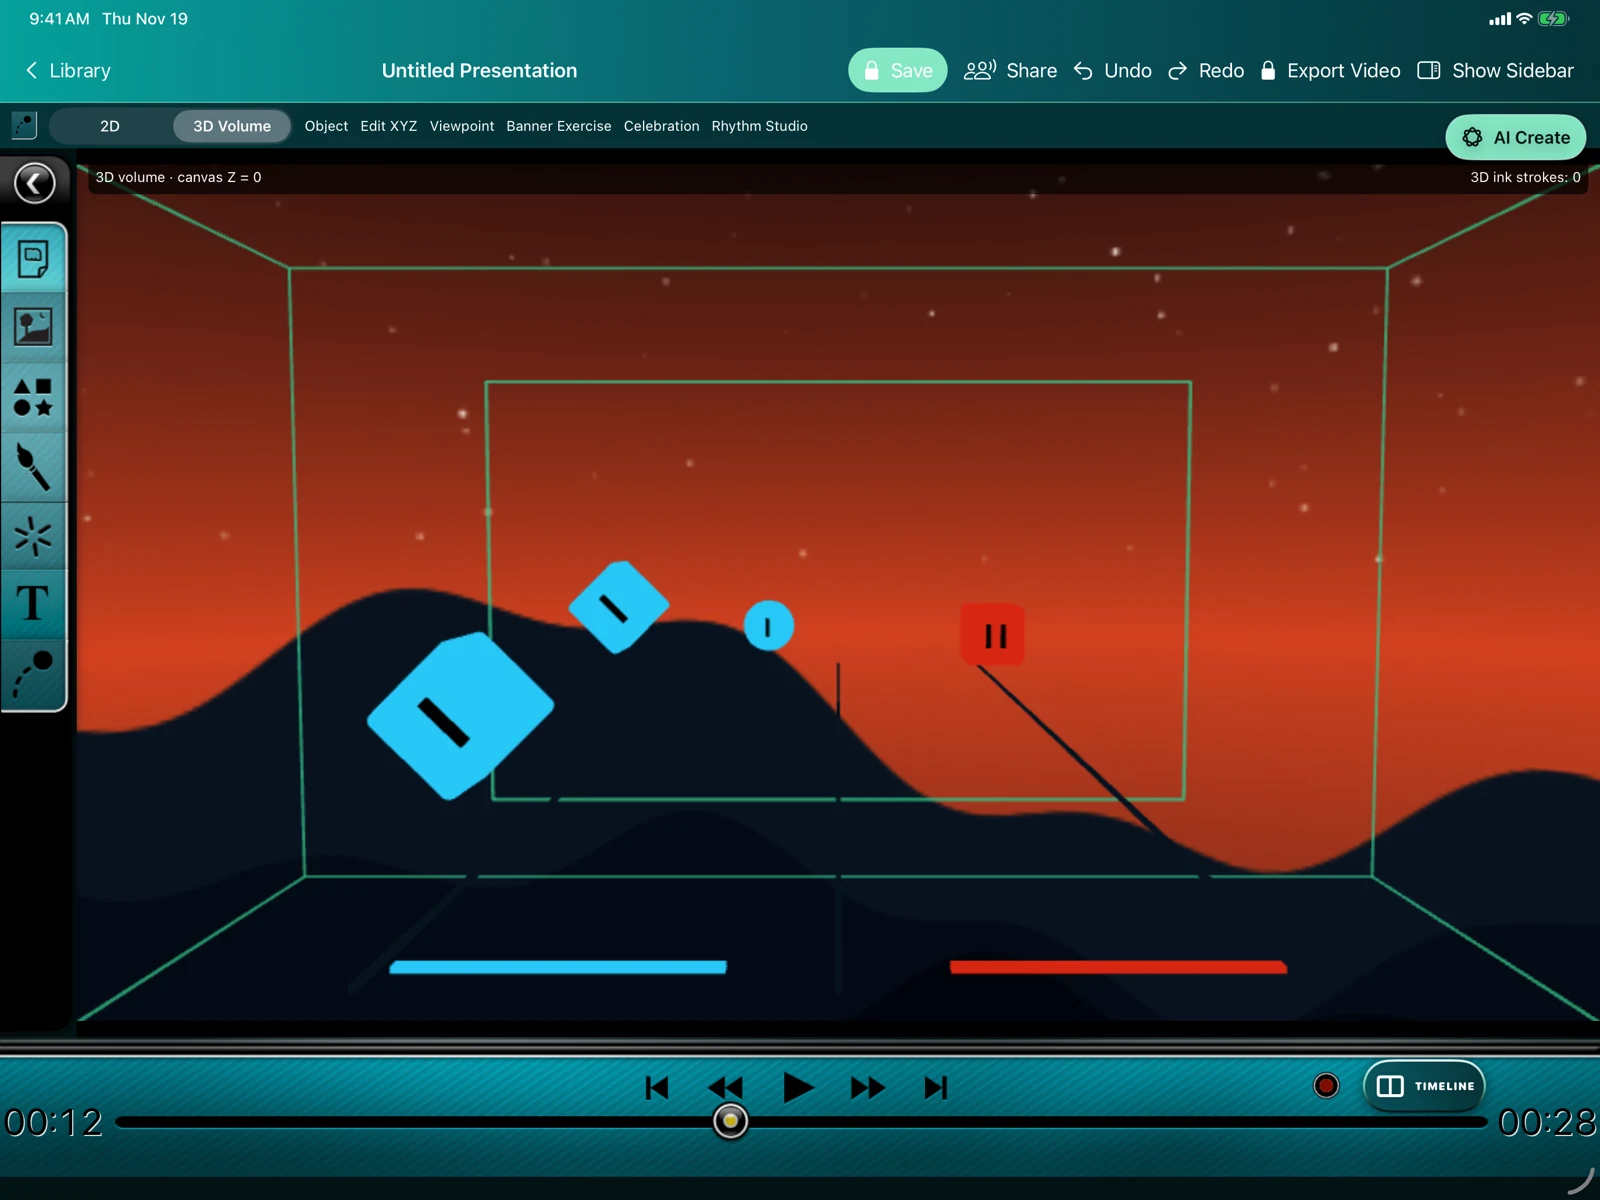 9:41 AM Thu Nov 19
Library
Untitled Presentation
Save
Share
Undo
Redo
Export Video
Show Sidebar
2D
3D Volume
Object
Edit XYZ
Viewpoint
Banner Exercise
Celebration
Rhythm Studio
AI Create
3D volume · canvas Z = 0
3D ink strokes: 0
T
TIMELINE
00:12
00:28